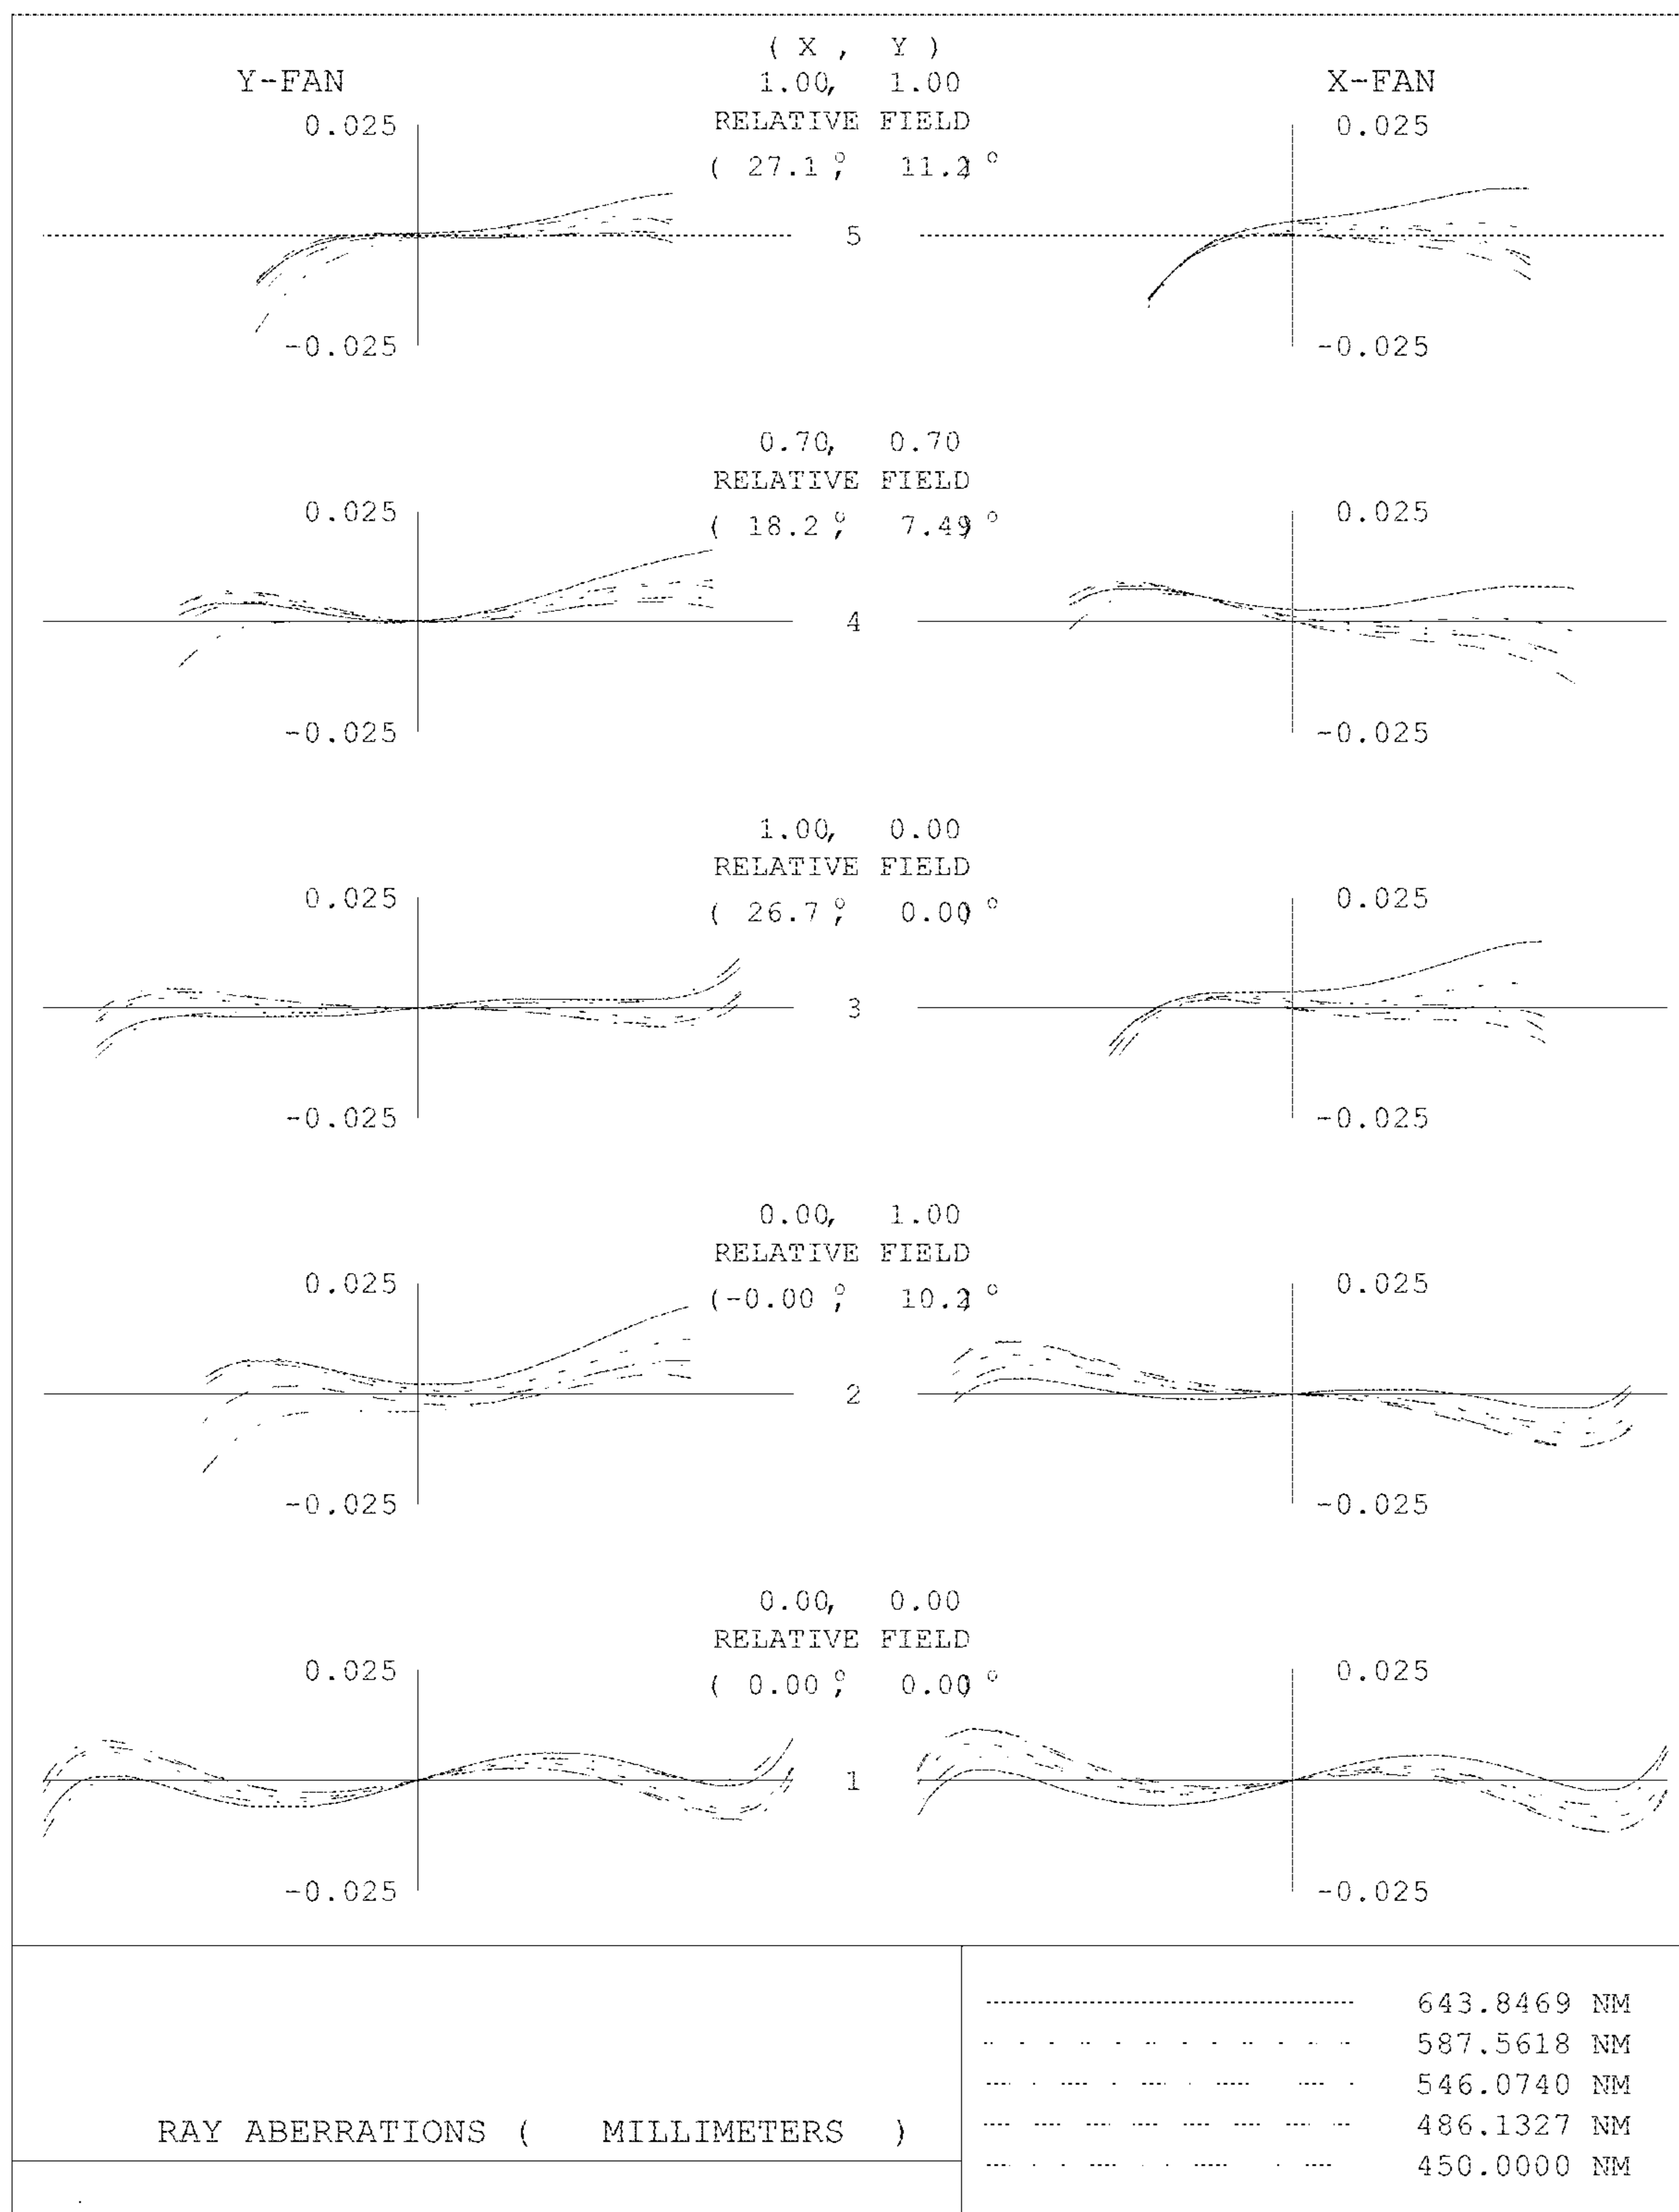 ( X , Y )
Y-FAN 1.00, 1.00 X-FAN
0.025 RELATIVE FIELD 0.025
( 27.1°, 11.2)°
5
-0.025 -0.025
0.70, 0.70
RELATIVE FIELD
0.025 ( 18.2°, 7.49)° 0.025
4
-0.025 -0.025
1.00, 0.00
RELATIVE FIELD
0.025 ( 26.7°, 0.00)° 0.025
3
-0.025 -0.025
0.00, 1.00
RELATIVE FIELD
0.025 (-0.00°, 10.2)° 0.025
2
-0.025 -0.025
0.00, 0.00
RELATIVE FIELD
0.025 ( 0.00°, 0.00)° 0.025
1
-0.025 -0.025
643.8469 NM
587.5618 NM
546.0740 NM
486.1327 NM
450.0000 NM
RAY ABERRATIONS ( MILLIMETERS )